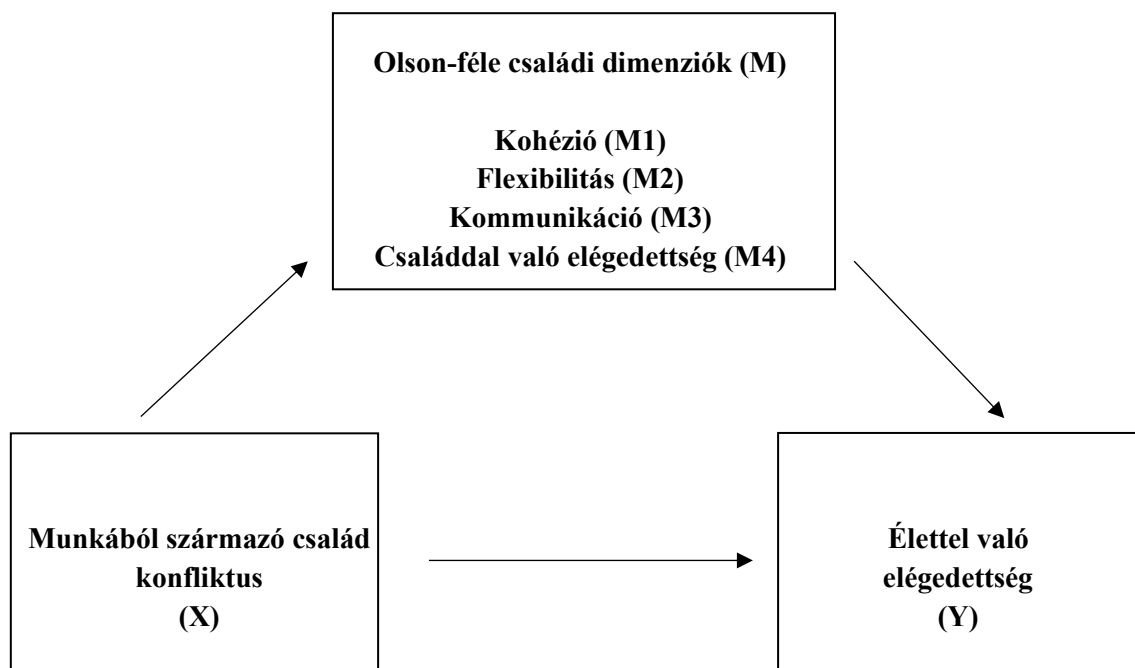 Olson-féle családi dimenziók (M)
Kohézió (M1)
Flexibilitás (M2)
Kommunikáció (M3)
Családdal való elégedettség (M4)
Munkából származó család
konfliktus
(X)
Élettel való
elégedettség
(Y)